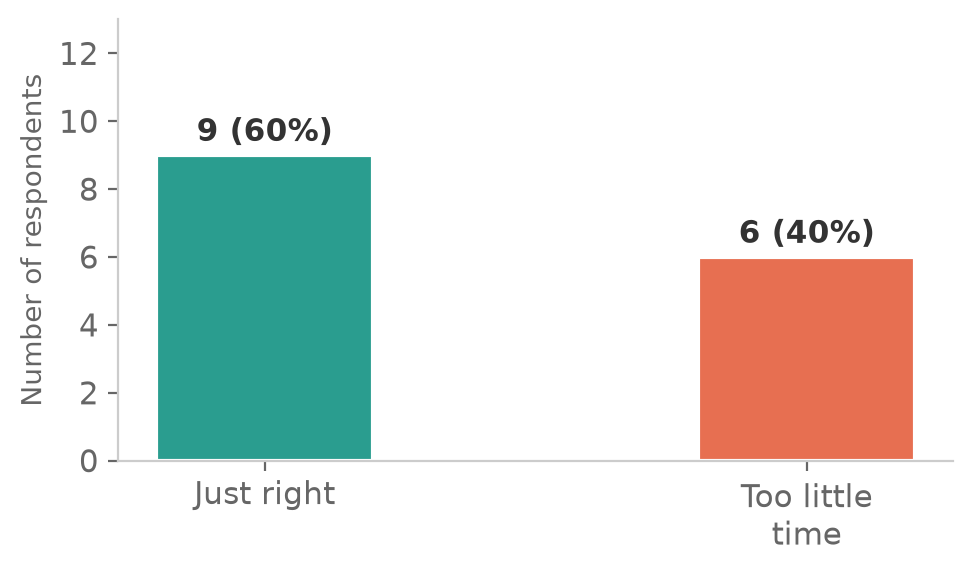 Number of respondents
12
10
8
6
4
2
0
9 (60%)
6 (40%)
Just right
Too little
time